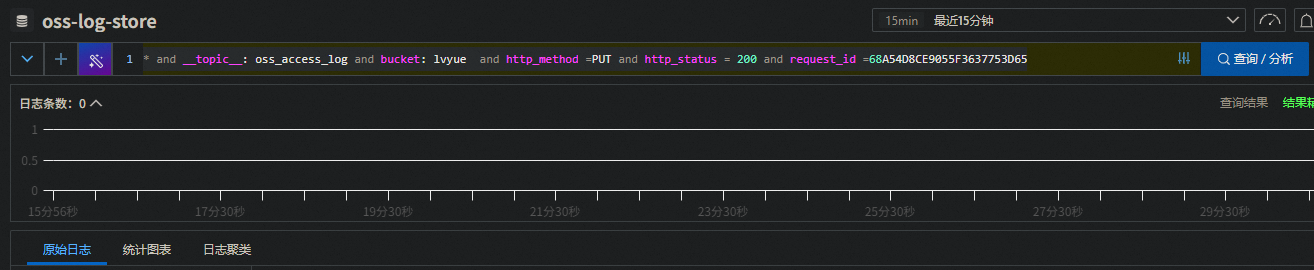 oss-log-store
15min 最近15分钟
1 * and __topic__: oss_access_log and bucket: lvyue and http_method =PUT and http_status = 200 and request_id =68A54D8CE9055F3637753D65
查询 / 分析
日志条数: 0
查询结果 结果精
1
0.5
0
15分56秒 17分30秒 19分30秒 21分30秒 23分30秒 25分30秒 27分30秒 29分30秒
原始日志 统计图表 日志聚类